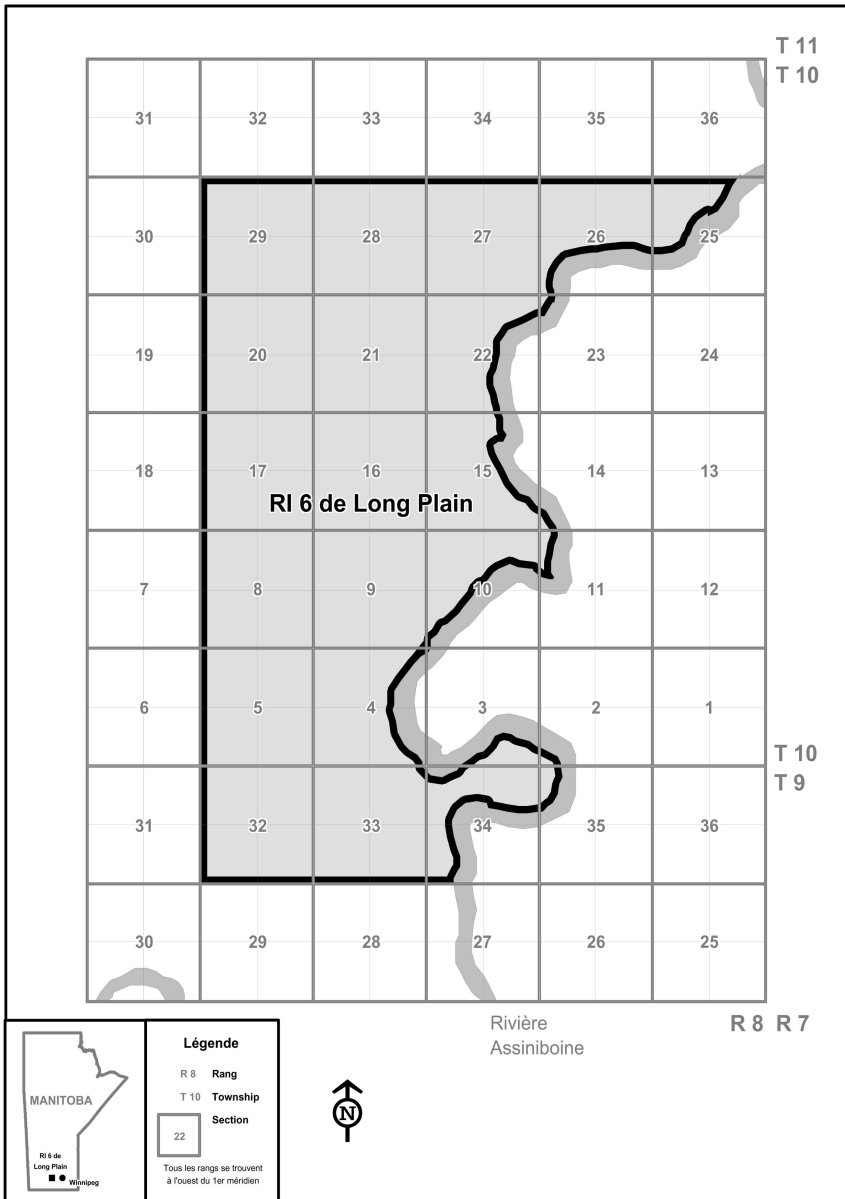 T 11
T 10
31 32 33 34 35 36
30 29 28 27 26 25
19 20 21 22 23 24
18 17 16 15 14 13
RI 6 de Long Plain
7 8 9 10 11 12
6 5 4 3 2 1
T 10
T 9
31 32 33 34 35 36
30 29 28 27 26 25
Rivière
Assiniboine
R 8 R 7
MANITOBA
RI 6 de
Long Plain
Winnipeg
Légende
R 8 Rang
T 10 Township
Section
22
Tous les rangs se trouvent
à l'ouest du 1er méridien
N